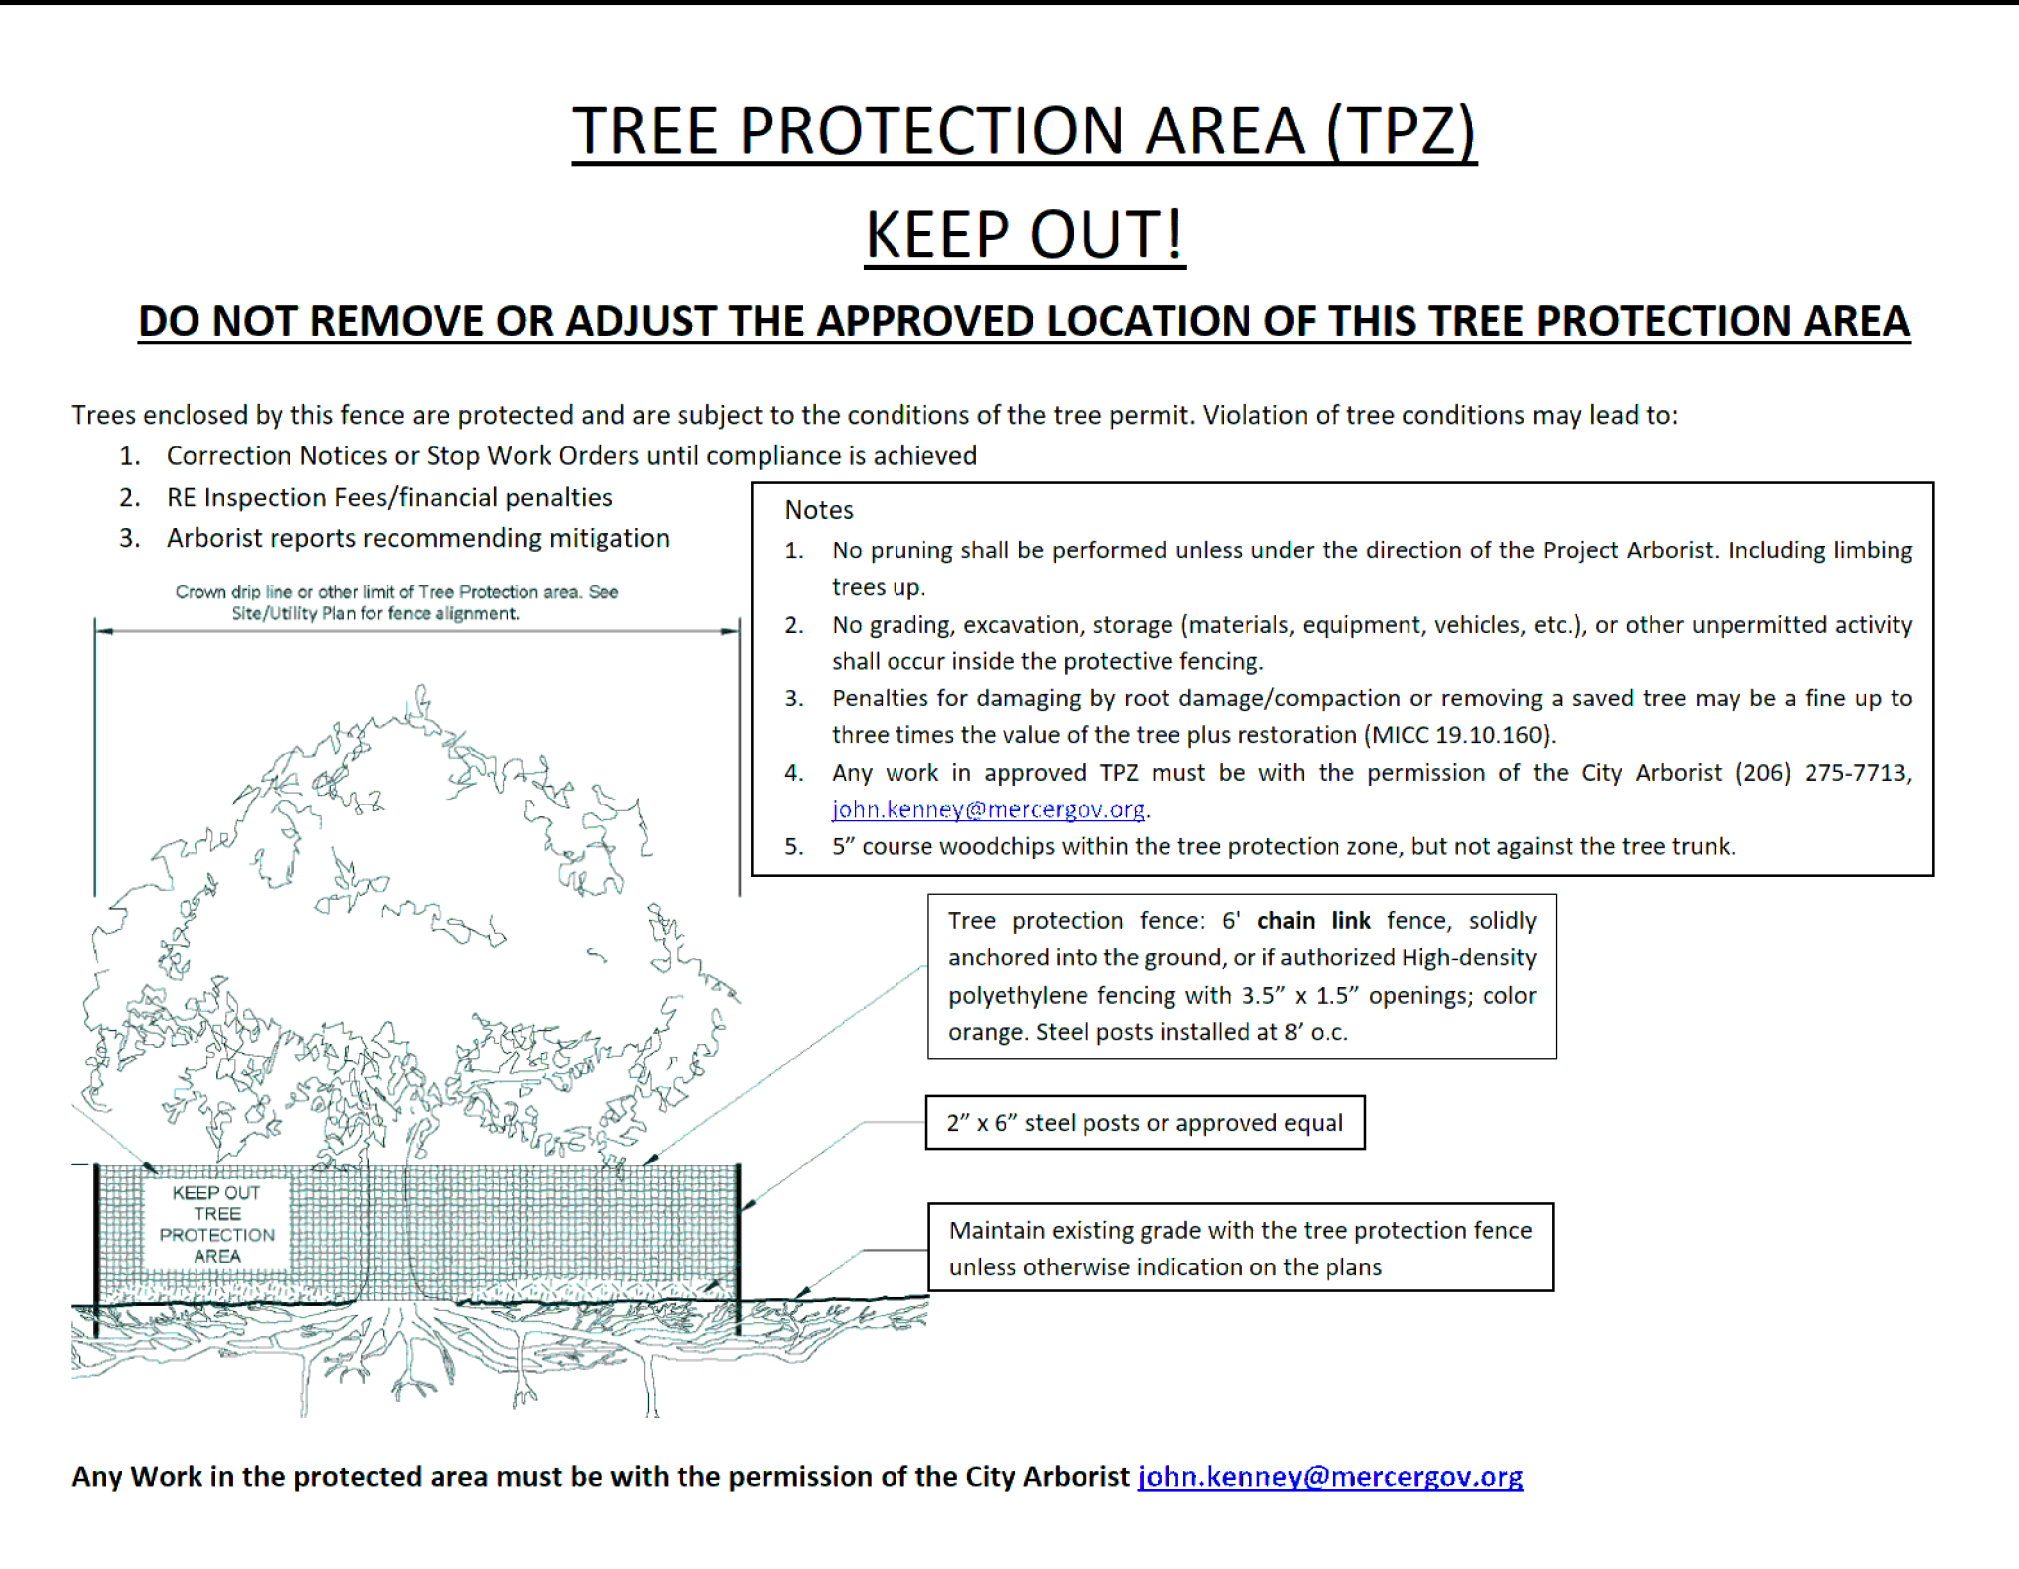 TREE PROTECTION AREA (TPZ)
KEEP OUT!
DO NOT REMOVE OR ADJUST THE APPROVED LOCATION OF THIS TREE PROTECTION AREA
Trees enclosed by this fence are protected and are subject to the conditions of the tree permit. Violation of tree conditions may lead to:
1. Correction Notices or Stop Work Orders until compliance is achieved
2. RE Inspection Fees/financial penalties
3. Arborist reports recommending mitigation
Notes
1. No pruning shall be performed unless under the direction of the Project Arborist. Including limbing
trees up.
2. No grading, excavation, storage (materials, equipment, vehicles, etc.), or other unpermitted activity
shall occur inside the protective fencing.
3. Penalties for damaging by root damage/compaction or removing a saved tree may be a fine up to
three times the value of the tree plus restoration (MICC 19.10.160).
4. Any work in approved TPZ must be with the permission of the City Arborist (206) 275-7713,
john.kenney@mercergov.org.
5. 5” course woodchips within the tree protection zone, but not against the tree trunk.
Crown drip line or other limit of Tree Protection area. See
Site/Utility Plan for fence alignment.
Tree protection fence: 6' chain link fence, solidly
anchored into the ground, or if authorized High-density
polyethylene fencing with 3.5” x 1.5” openings; color
orange. Steel posts installed at 8’ o.c.
2” x 6” steel posts or approved equal
KEEP OUT
TREE
PROTECTION
AREA
Maintain existing grade with the tree protection fence
unless otherwise indication on the plans
Any Work in the protected area must be with the permission of the City Arborist john.kenney@mercergov.org